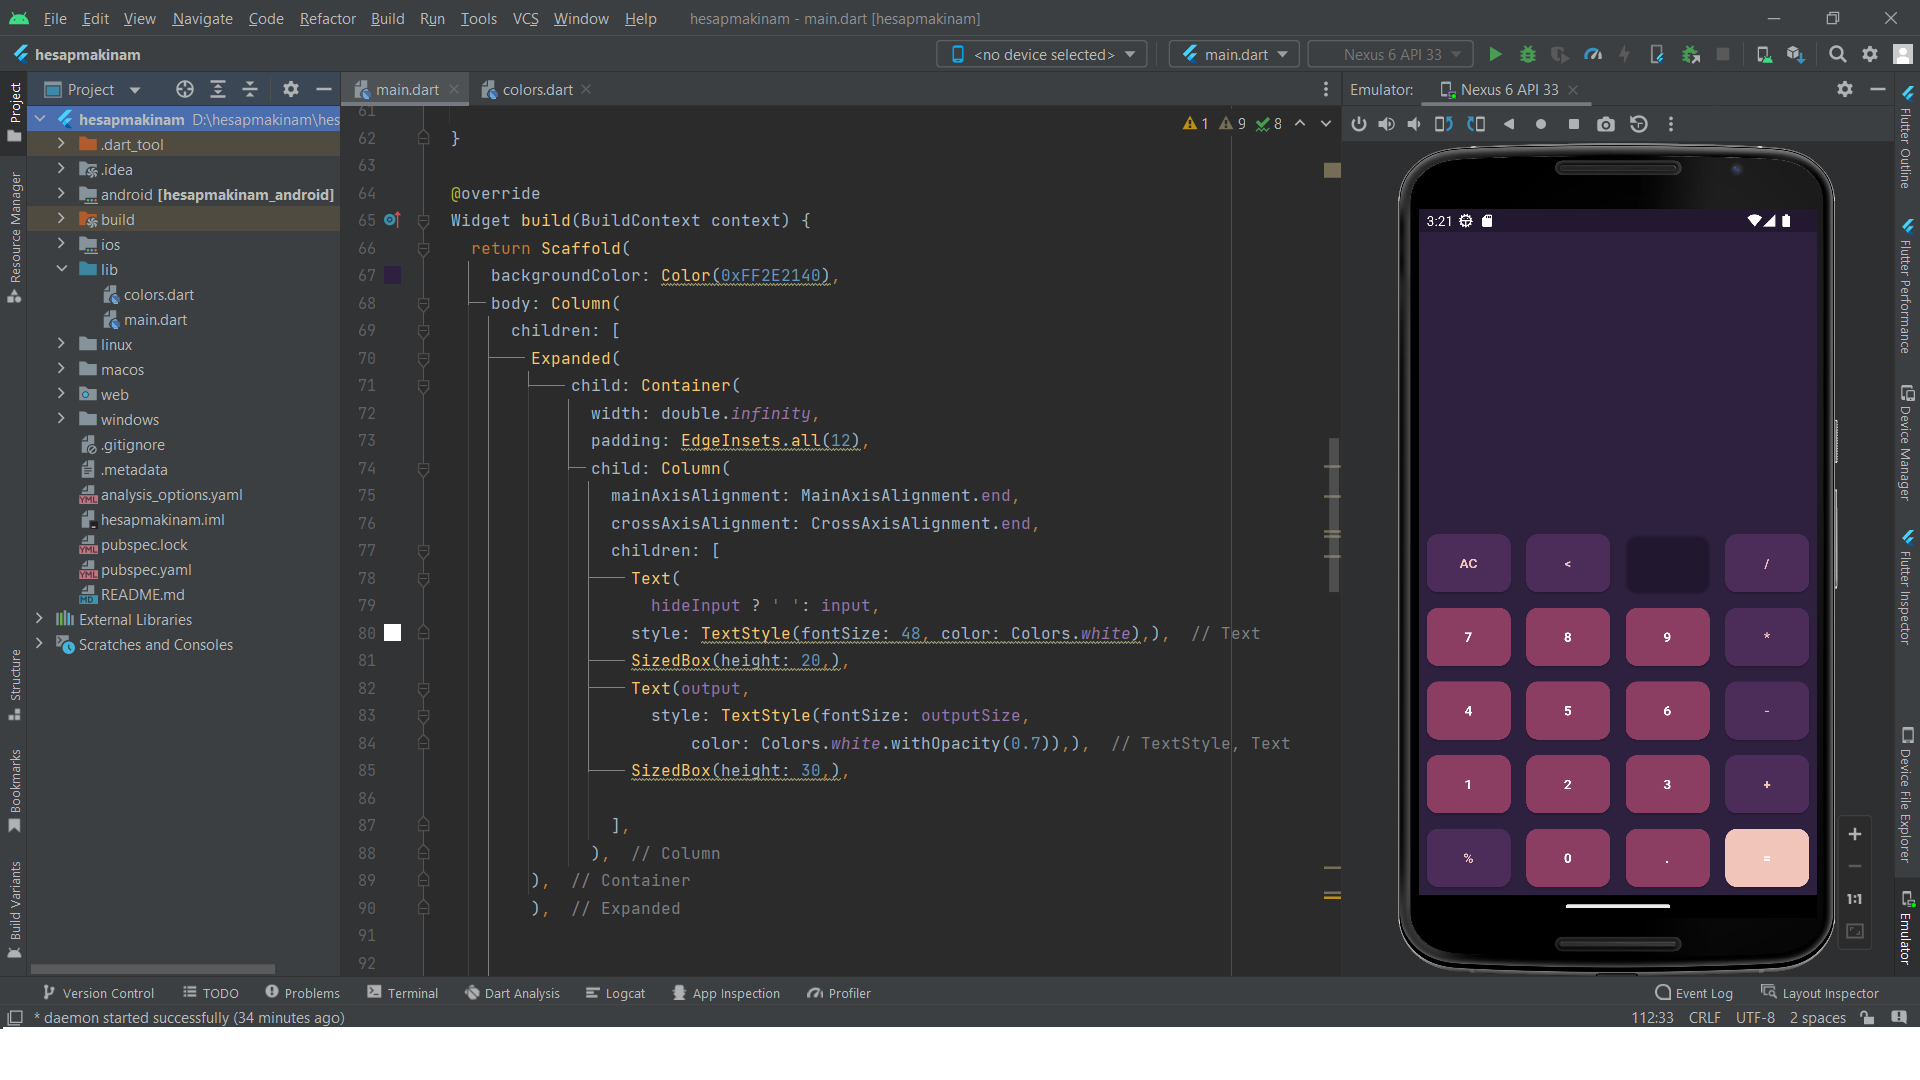 File Edit View Navigate Code Refactor Build Run Tools VCS Window Help hesapmakinam - main.dart [hesapmakinam]
hesapmakinam <no device selected> main.dart Nexus 6 API 33
Project main.dart colors.dart Emulator: Nexus 6 API 33
hesapmakinam D:\hesapmakinam\hes
.dart_tool
.idea
android [hesapmakinam_android]
build
ios
lib
colors.dart
main.dart
linux
macos
web
windows
.gitignore
.metadata
analysis_options.yaml
hesapmakinam.iml
pubspec.lock
pubspec.yaml
README.md
External Libraries
Scratches and Consoles
Project
Resource Manager
Structure
Bookmarks
Build Variants
1 9 8
61
62 }
63
64 @override
65 Widget build(BuildContext context) {
66 return Scaffold(
67 backgroundColor: Color(0xFF2E2140),
68 body: Column(
69 children: [
70 Expanded(
71 child: Container(
72 width: double.infinity,
73 padding: EdgeInsets.all(12),
74 child: Column(
75 mainAxisAlignment: MainAxisAlignment.end,
76 crossAxisAlignment: CrossAxisAlignment.end,
77 children: [
78 Text(
79 hideInput ? ' ': input,
80 style: TextStyle(fontSize: 48, color: Colors.white),), // Text
81 SizedBox(height: 20,),
82 Text(output,
83 style: TextStyle(fontSize: outputSize,
84 color: Colors.white.withOpacity(0.7)),), // TextStyle, Text
85 SizedBox(height: 30,),
86
87 ],
88 ), // Column
89 ), // Container
90 ), // Expanded
91
92
3:21
AC < /
7 8 9 *
4 5 6 -
1 2 3 +
% 0 . =
1:1
Flutter Outline
Flutter Performance
Device Manager
Flutter Inspector
Device File Explorer
Emulator
Version Control TODO Problems Terminal Dart Analysis Logcat App Inspection Profiler Event Log Layout Inspector
* daemon started successfully (34 minutes ago) 112:33 CRLF UTF-8 2 spaces